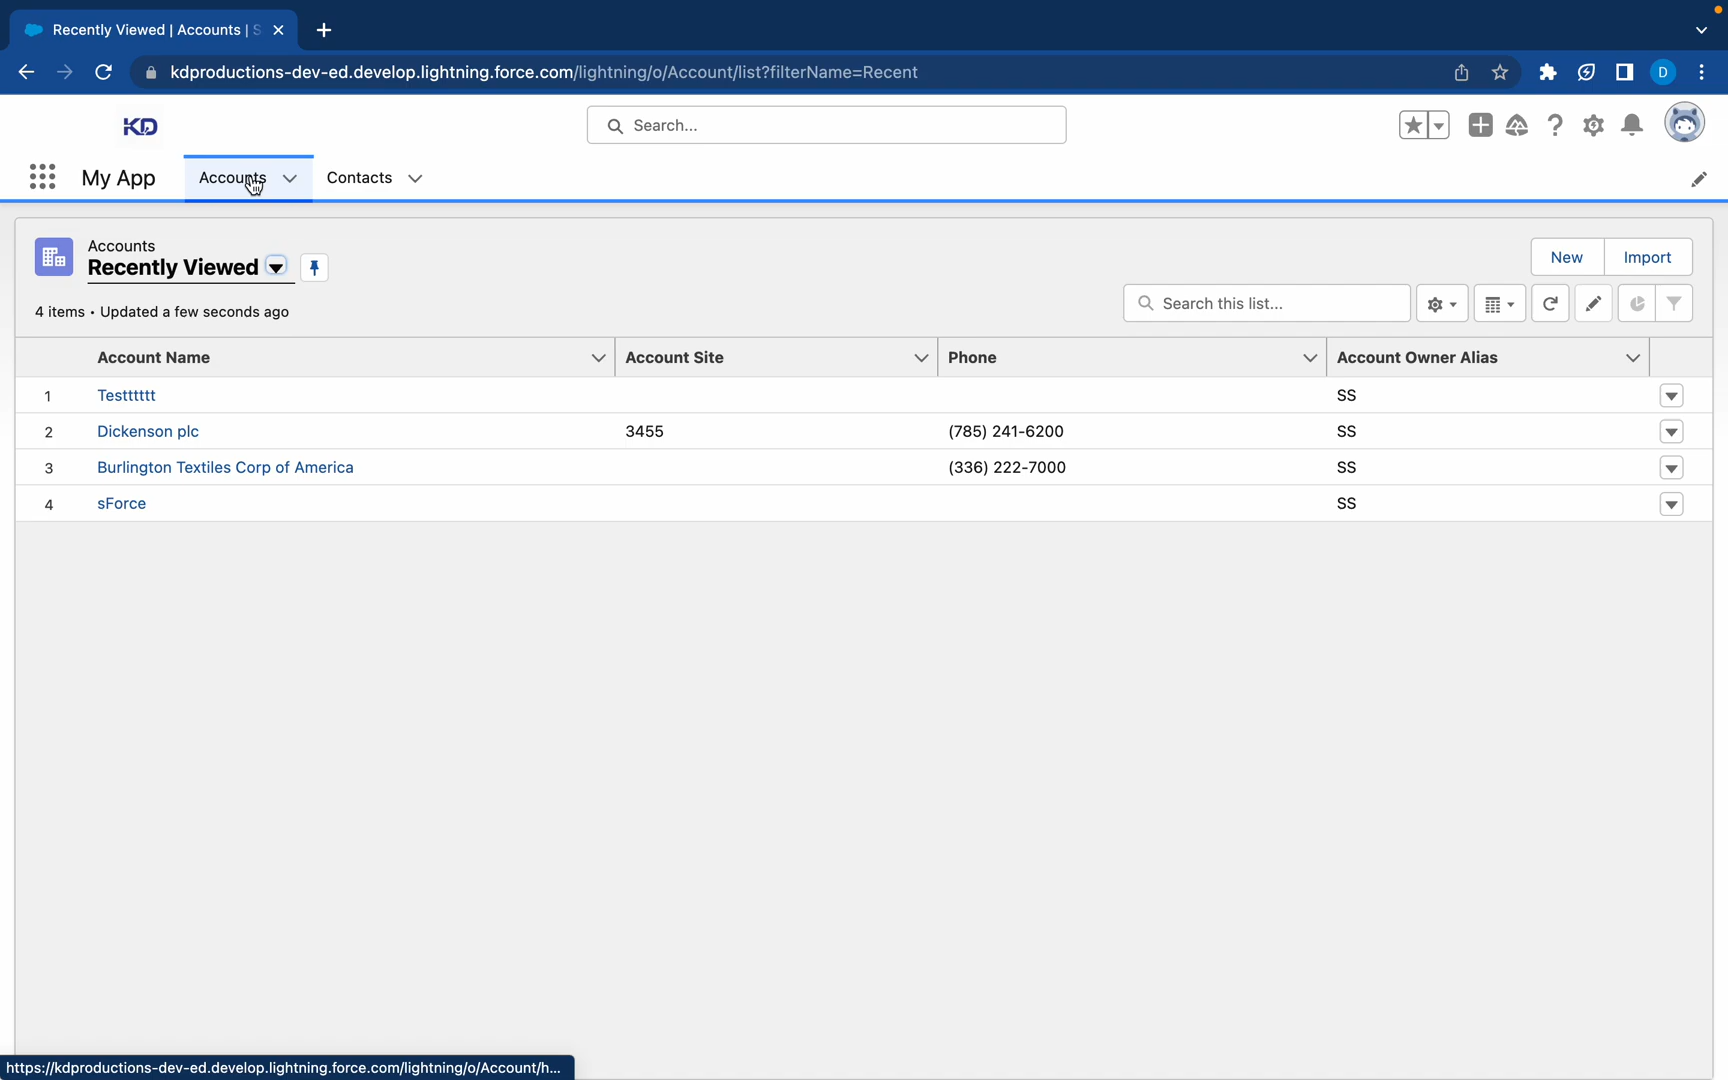 Recently Viewed | Accounts | S
kdproductions-dev-ed.develop.lightning.force.com/lightning/o/Account/list?filterName=Recent
D
KD
Search...
My App
Accounts
Contacts
Accounts
Recently Viewed
New
Import
4 items • Updated a few seconds ago
Search this list...
Account Name
Account Site
Phone
Account Owner Alias
1 Testttttt SS
2 Dickenson plc 3455 (785) 241-6200 SS
3 Burlington Textiles Corp of America (336) 222-7000 SS
4 sForce SS
https://kdproductions-dev-ed.develop.lightning.force.com/lightning/o/Account/h...